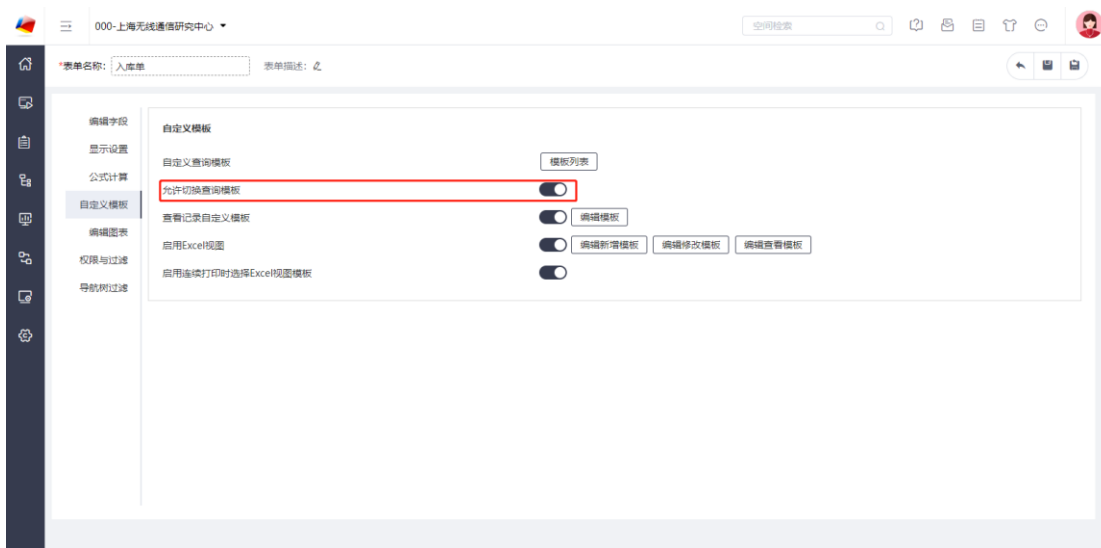 000-上海无线通信研究中心
空间检索
*表单名称： 入库单 表单描述：
编辑字段
显示设置
公式计算
自定义模板
编辑图表
权限与过滤
导航树过滤
自定义模板
自定义查询模板 模板列表
允许切换查询模板
查看记录自定义模板 编辑模板
启用Excel视图 编辑新增模板 编辑修改模板 编辑查看模板
启用连续打印时选择Excel视图模板